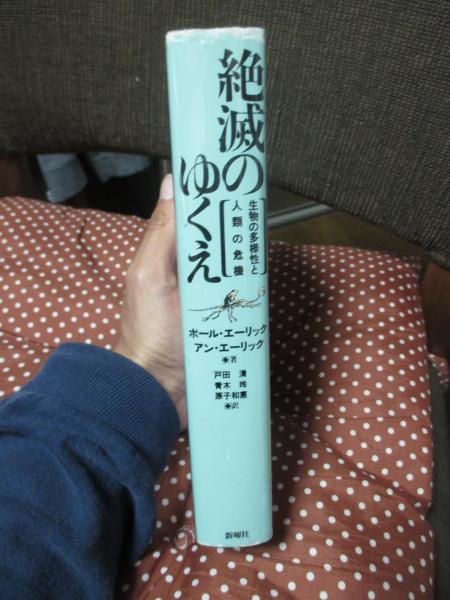 絶滅の
ゆくえ
生物の多様性と
人類の危機
ポール・エーリック
アン・エーリック
著
戸田 清
青木 玲
原子和恵
訳
新曜社